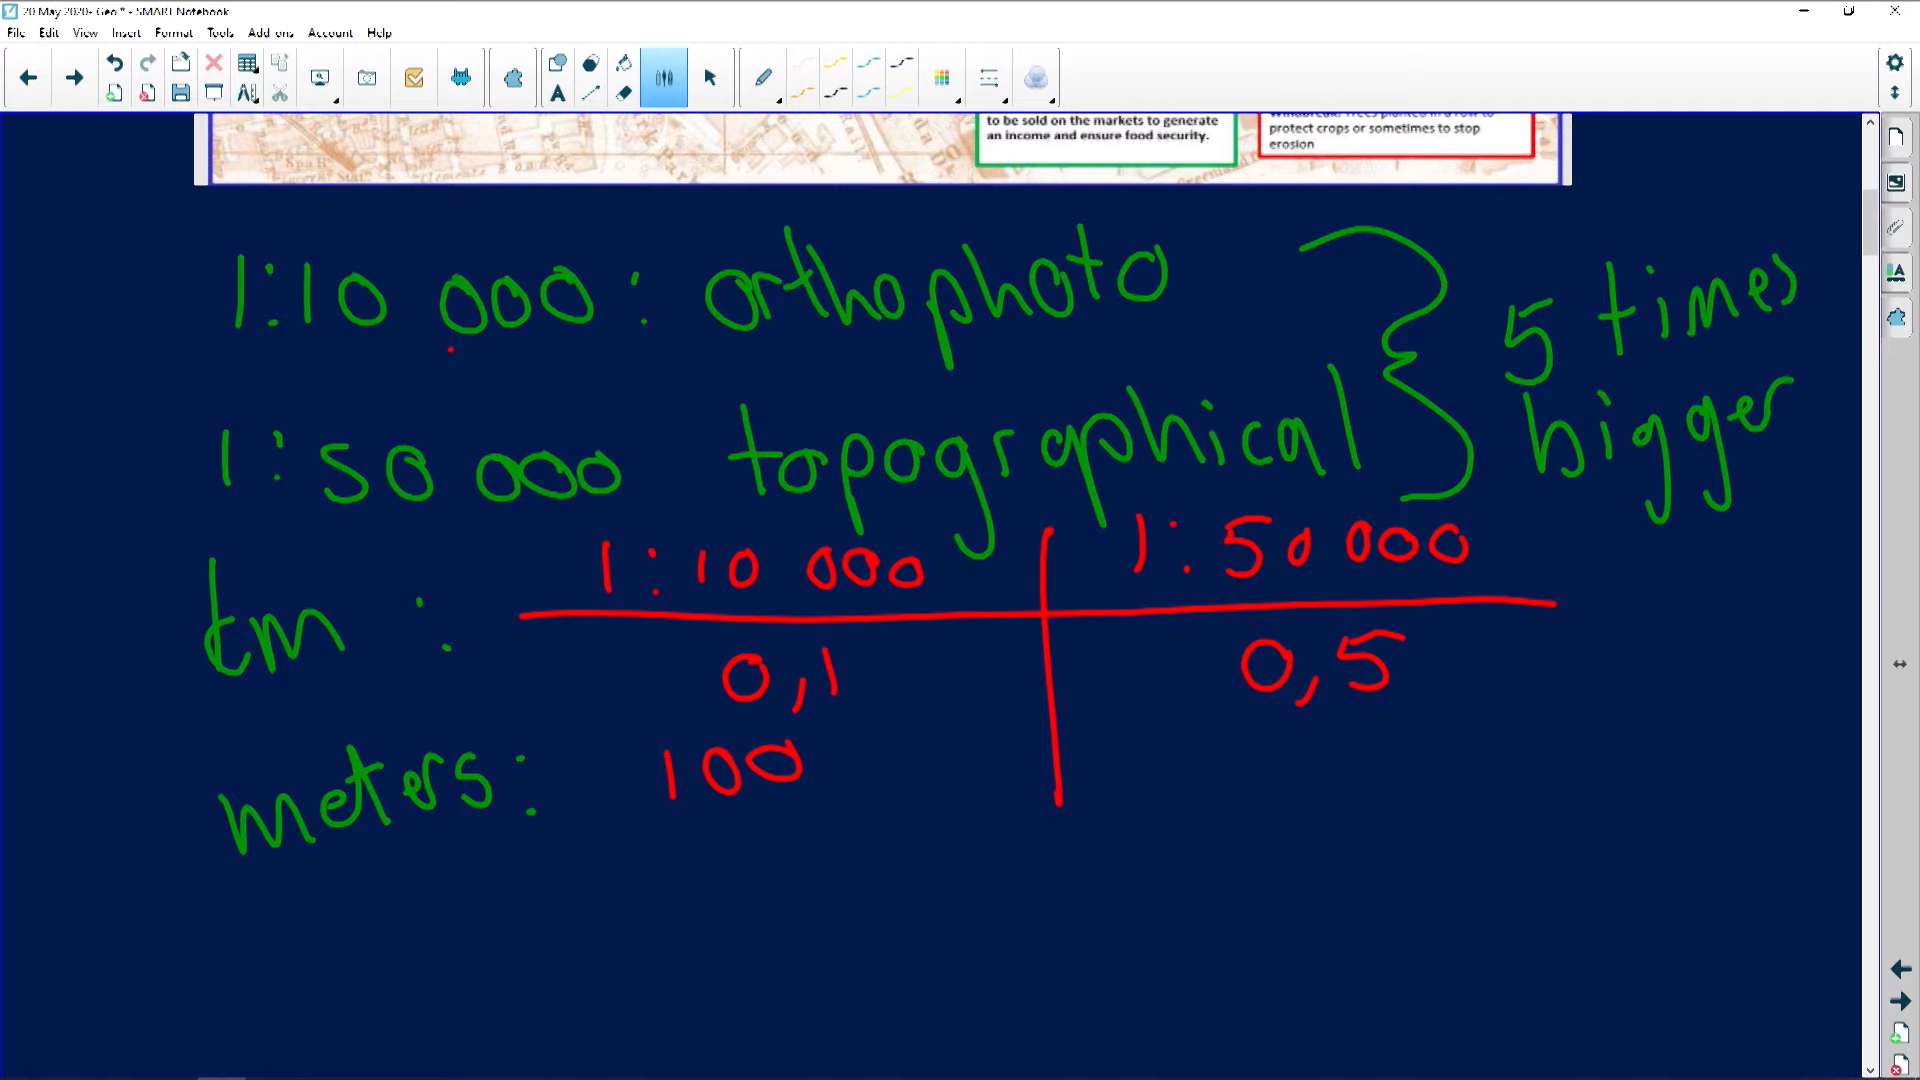 20 May 2020- Geo * - SMART Notebook
File Edit View Insert Format Tools Add-ons Account Help
to be sold on the markets to generate
an income and ensure food security.
protect crops or sometimes to stop
erosion
1:10 000: orthophoto
5 times
1:50 000 topographical
bigger
1:10 000 1:50 000
km : 0,1 0,5
meters: 100